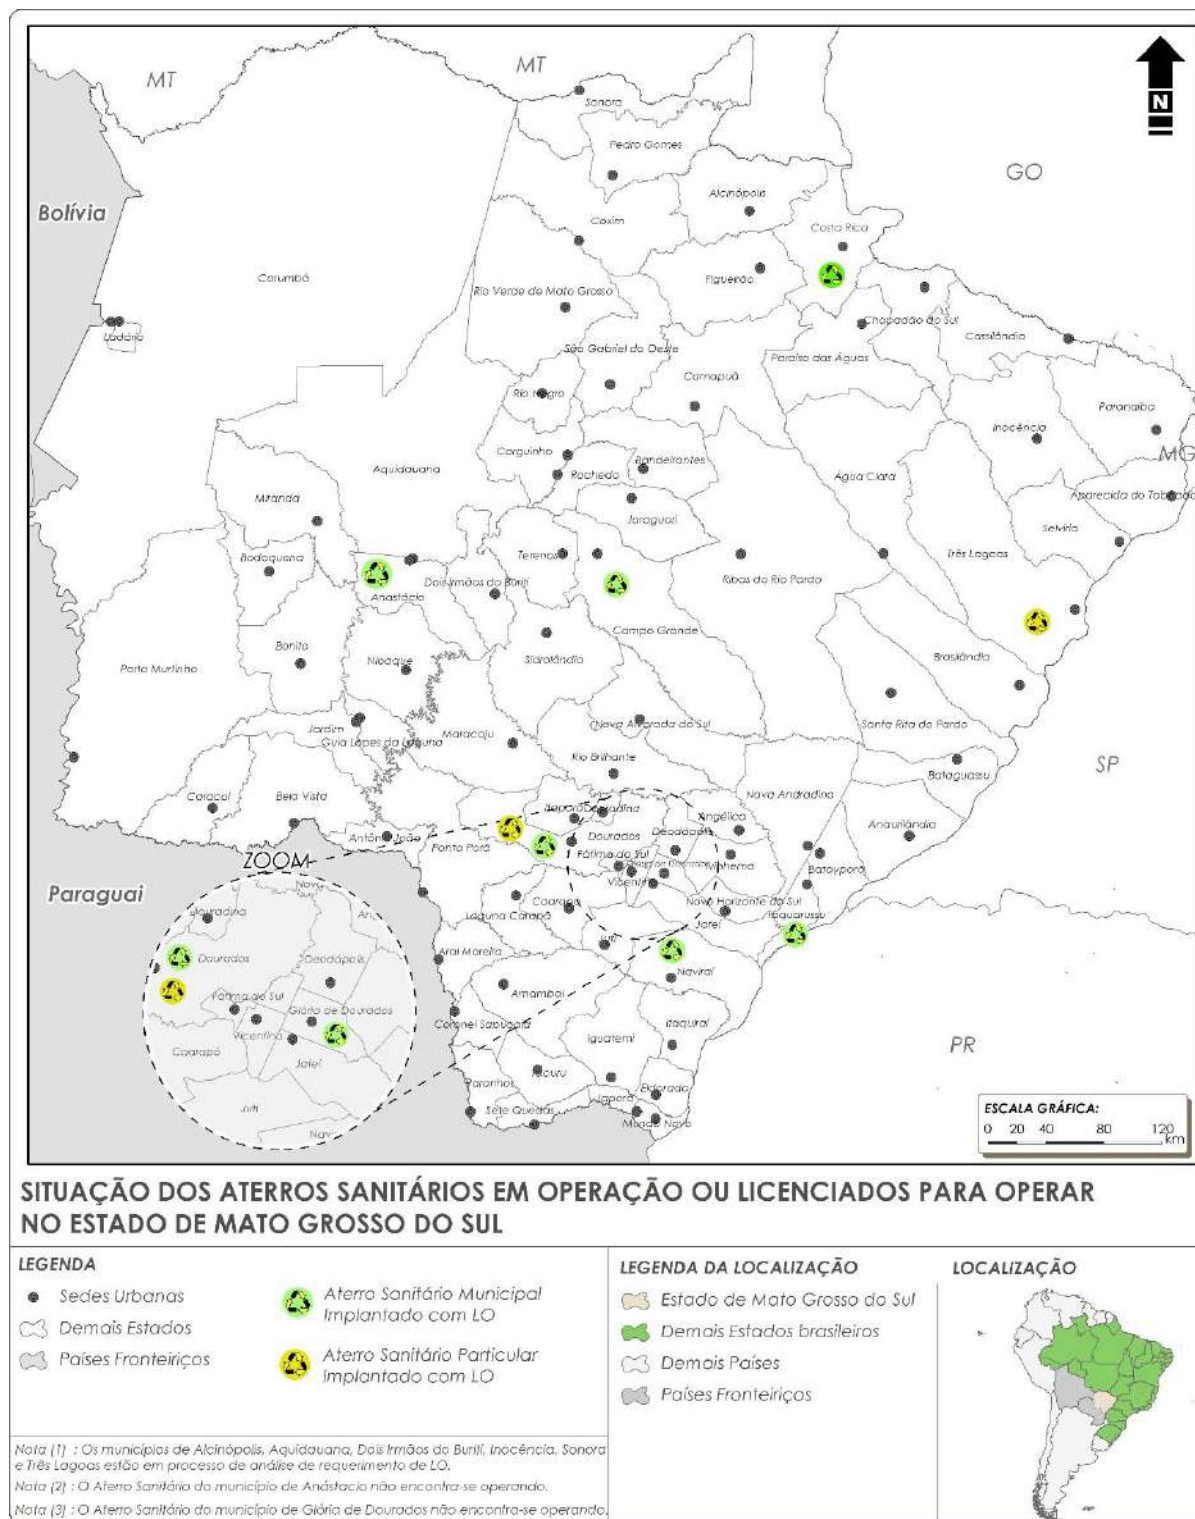 MT
MT
Sonora
N
Pedro Gomes
GO
Alcinópolis
Bolívia
Coxim
Costa Rica
Corumbá
Figueirão
Rio Verde de Mato Grosso
Ladário
Chapadão do Sul
Cassilândia
São Gabriel do Oeste
Paraíso das Águas
Camapuã
Rio Negro
Paranaíba
Inocência
Corguinho
Bandeirantes
MG
Aquidauana
Rochedo
Água Clara
Miranda
Aparecida do Taboado
Jaraguari
Selvíria
Bodoquena
Terenos
Três Lagoas
Dois Irmãos do Buriti
Ribas do Rio Pardo
Anastácio
Campo Grande
Bonito
Sidrolândia
Porto Murtinho
Nioaque
Brasilândia
Nova Alvorada do Sul
Santa Rita do Pardo
Jardim
Maracaju
Guia Lopes da Laguna
Rio Brilhante
SP
Bataguassu
Caracol
Bela Vista
Nova Andradina
Itaporã
Douradina
Angélica
Anaurilândia
Antônio João
Dourados
Deodápolis
Ponta Porã
Fátima do Sul
ZOOM
Ivinhema
Batayporã
Vicentina
Paraguai
Caarapó
Novo Horizonte do Sul
Laguna Carapã
Taquarussu
Jateí
Juti
Aral Moreira
Naviraí
Amambai
Coronel Sapucaia
Itaquiraí
Iguatemi
PR
Tacuru
Paranhos
Eldorado
Japorã
Sete Quedas
Mundo Novo
Nova
Douradina
Dourados
Deodápolis
Fátima do Sul
Glória de Dourados
Vicentina
Caarapó
Jateí
Juti
ESCALA GRÁFICA:
0 20 40 80 120
km
SITUAÇÃO DOS ATERROS SANITÁRIOS EM OPERAÇÃO OU LICENCIADOS PARA OPERAR
NO ESTADO DE MATO GROSSO DO SUL
LEGENDA
Sedes Urbanas
Demais Estados
Países Fronteiriços
Aterro Sanitário Municipal
Implantado com LO
Aterro Sanitário Particular
Implantado com LO
LEGENDA DA LOCALIZAÇÃO
Estado de Mato Grosso do Sul
Demais Estados brasileiros
Demais Países
Países Fronteiriços
LOCALIZAÇÃO
Nota (1) : Os municípios de Alcinópolis, Aquidauana, Dois Irmãos do Buriti, Inocência, Sonora
e Três Lagoas estão em processo de análise de requerimento de LO.
Nota (2) : O Aterro Sanitário do município de Anástacio não encontra-se operando.
Nota (3) : O Aterro Sanitário do município de Glória de Dourados não encontra-se operando.